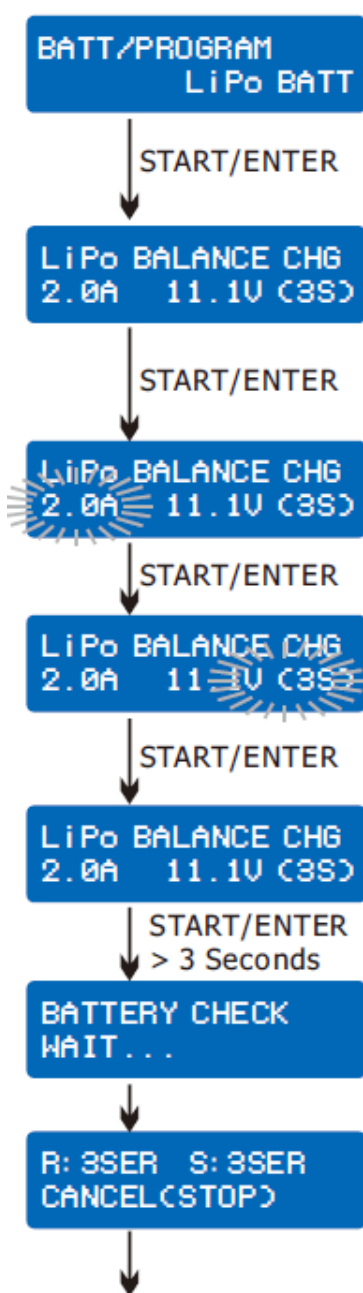 BATT/PROGRAM
LiPo BATT
START/ENTER
LiPo BALANCE CHG
2.0A 11.1V (3S)
START/ENTER
LiPo BALANCE CHG
2.0A 11.1V (3S)
START/ENTER
LiPo BALANCE CHG
2.0A 11.1V (3S)
START/ENTER
LiPo BALANCE CHG
2.0A 11.1V (3S)
START/ENTER
> 3 Seconds
BATTERY CHECK
WAIT...
R: 3SER S: 3SER
CANCEL(STOP)